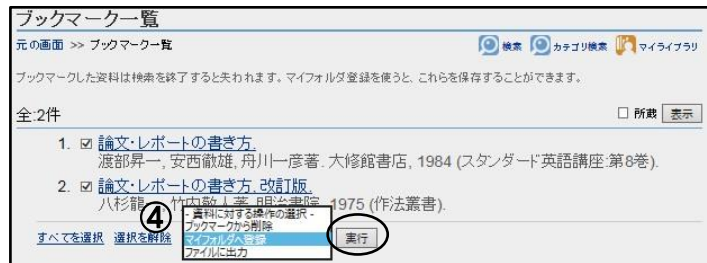 ブックマーク一覧
元の画面 >> ブックマーク一覧
検索 カテゴリ検索 マイライブラリ
ブックマークした資料は検索を終了すると失われます。マイフォルダ登録を使うと、これらを保存することができます。
全:2件
所蔵 表示
1. 論文・レポートの書き方.
渡部昇一, 安西徹雄, 舟川一彦著. 大修館書店, 1984 (スタンダード英語講座:第8巻).
2. 論文・レポートの書き方, 改訂版.
八杉龍一, 竹内敬人著. 明治書院, 1975 (作法叢書).
④
- 資料に対する操作の選択 -
ブックマークから削除
すべてを選択 選択を解除 マイフォルダへ登録 実行
ファイルに出力